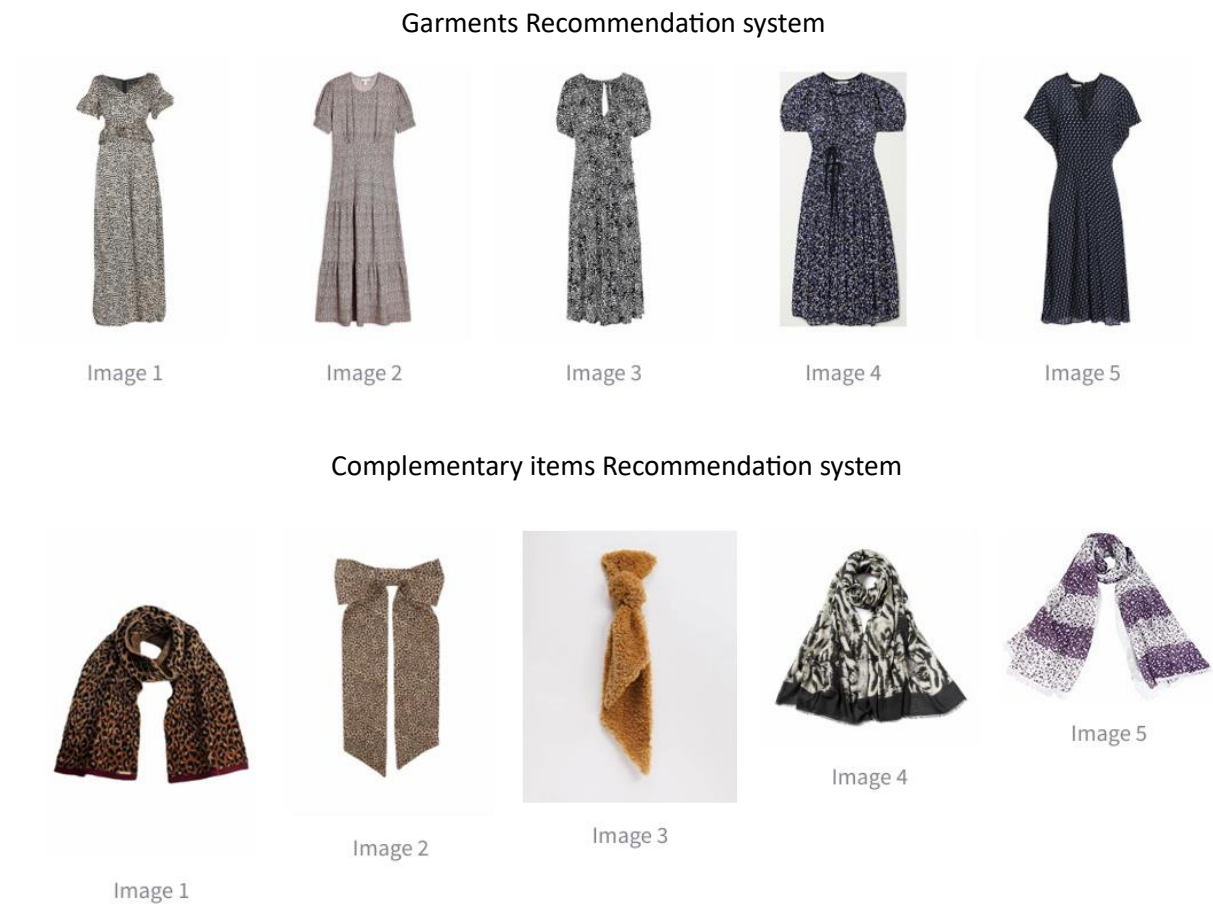 Garments Recommendation system
Image 1
Image 2
Image 3
Image 4
Image 5
Complementary items Recommendation system
Image 1
Image 2
Image 3
Image 4
Image 5